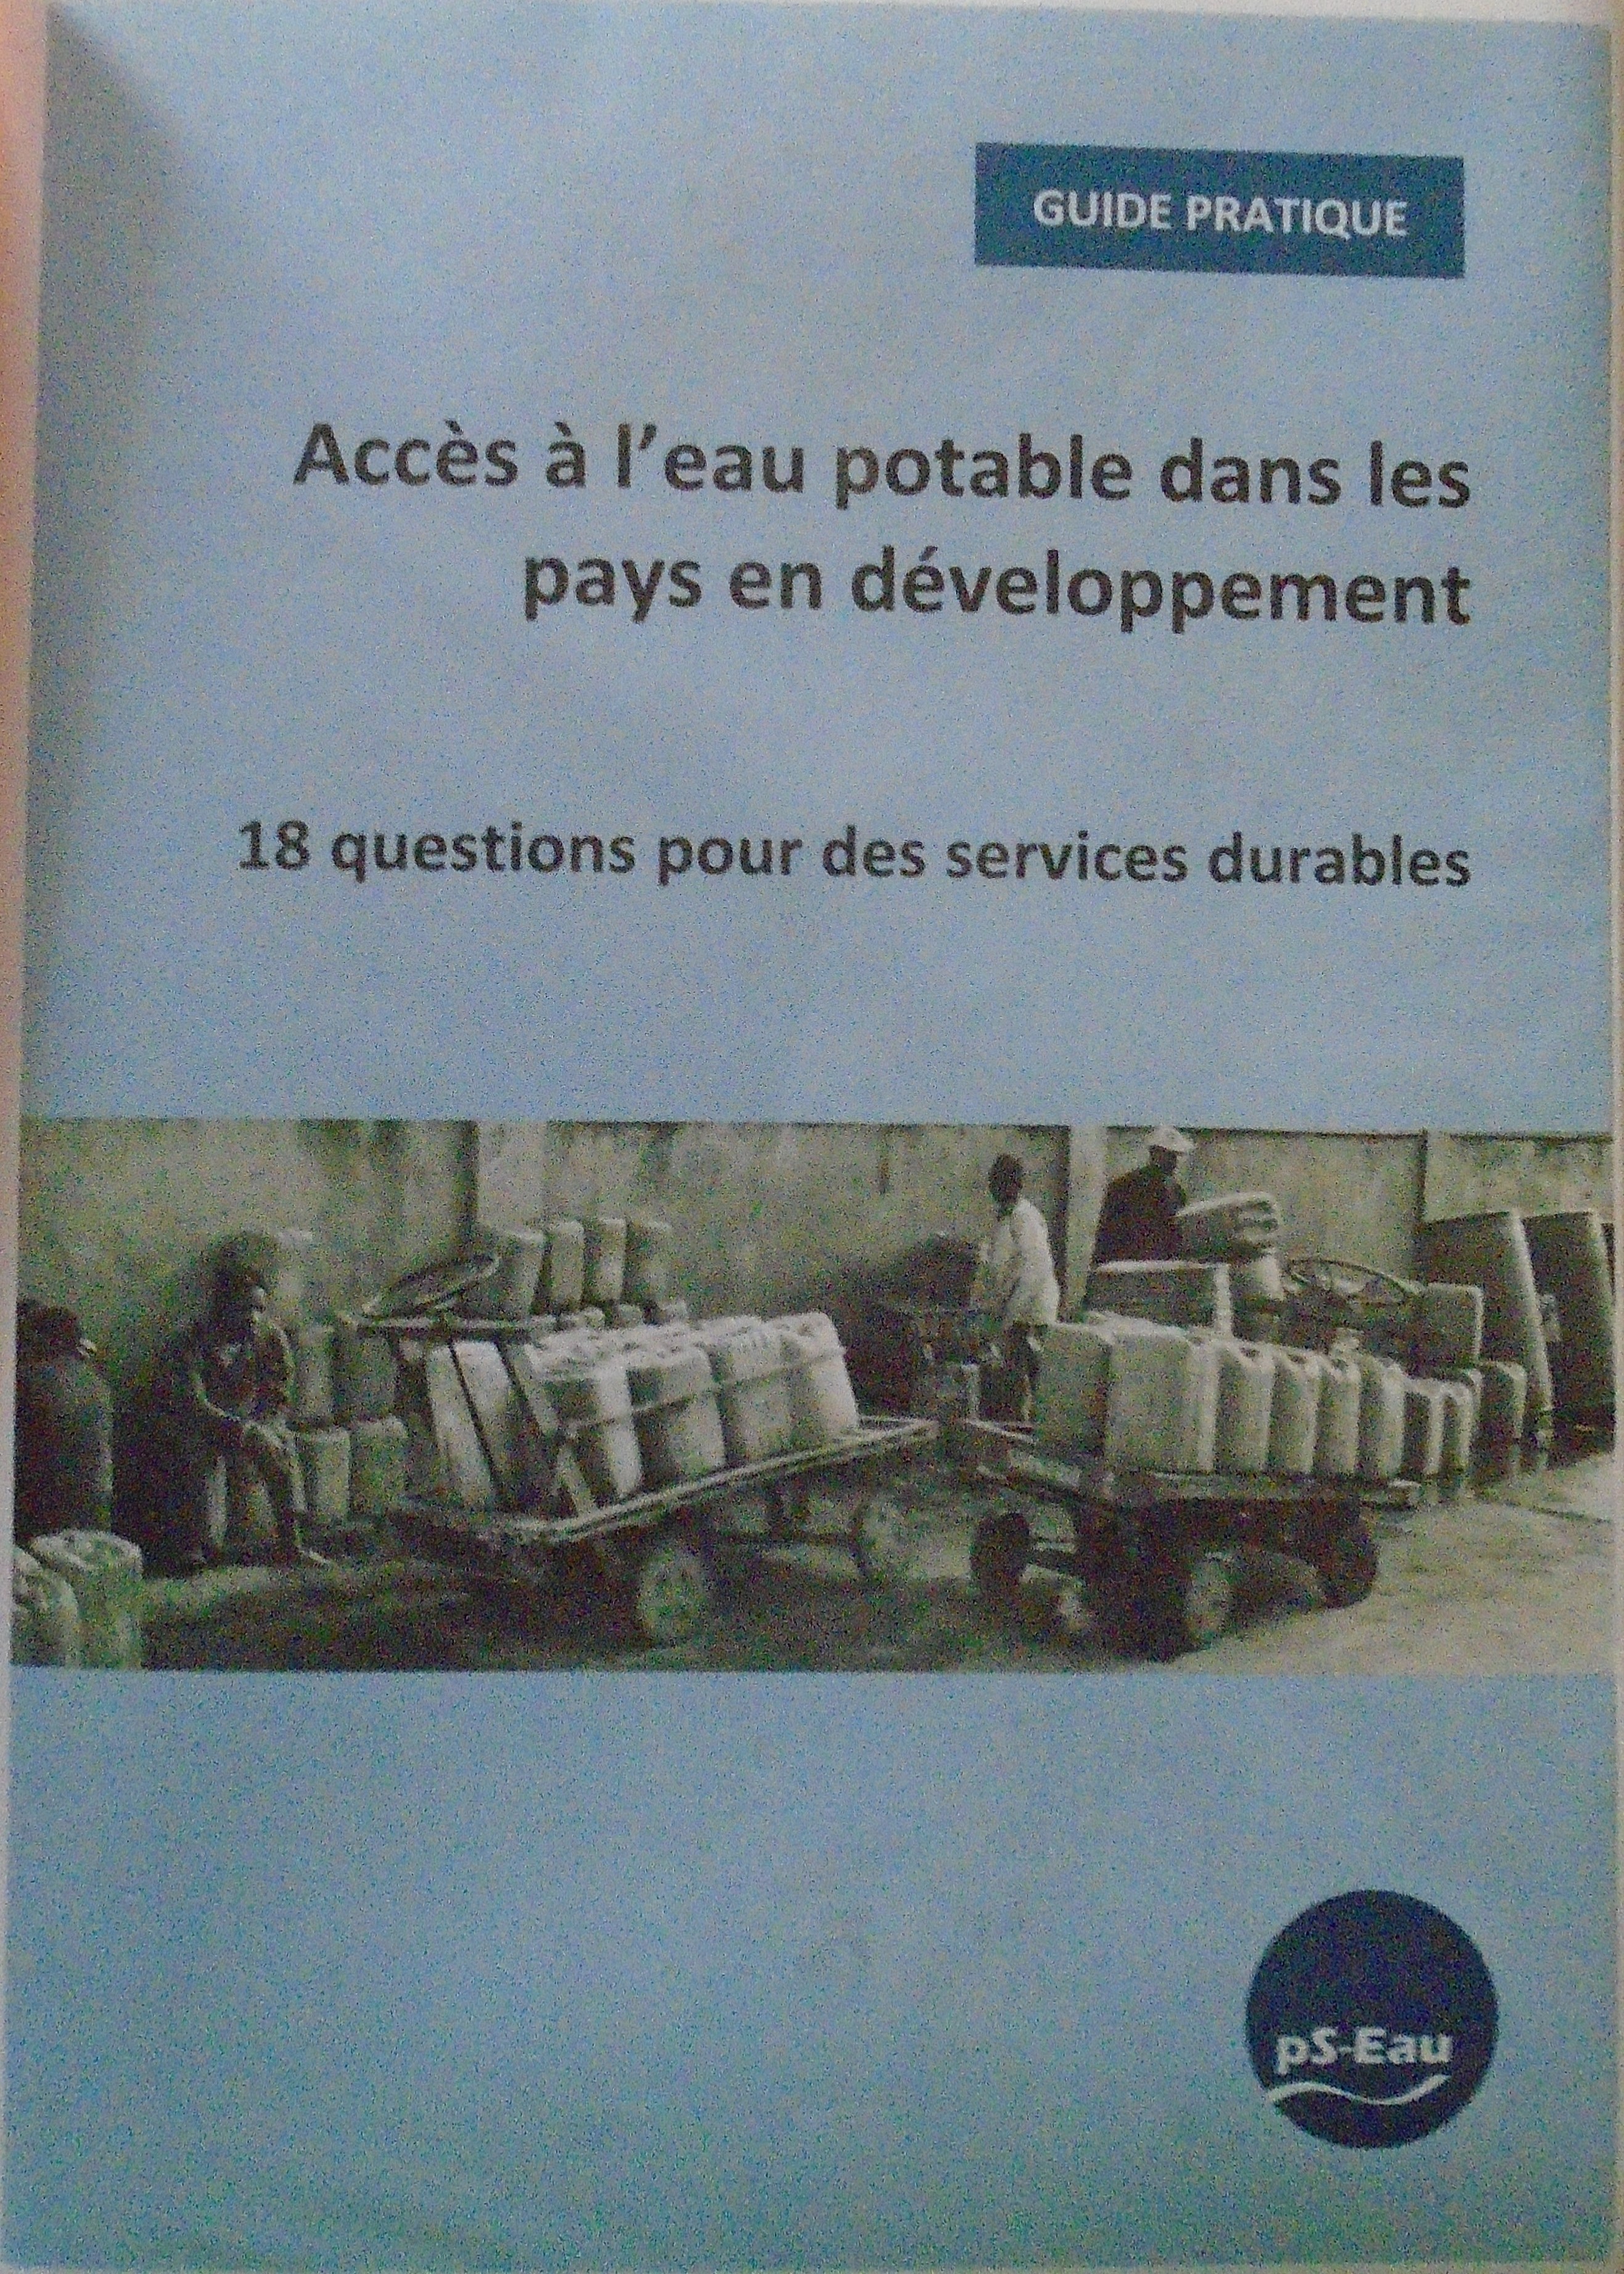 GUIDE PRATIQUE
Accès à l’eau potable dans les
pays en développement
18 questions pour des services durables
pS-Eau